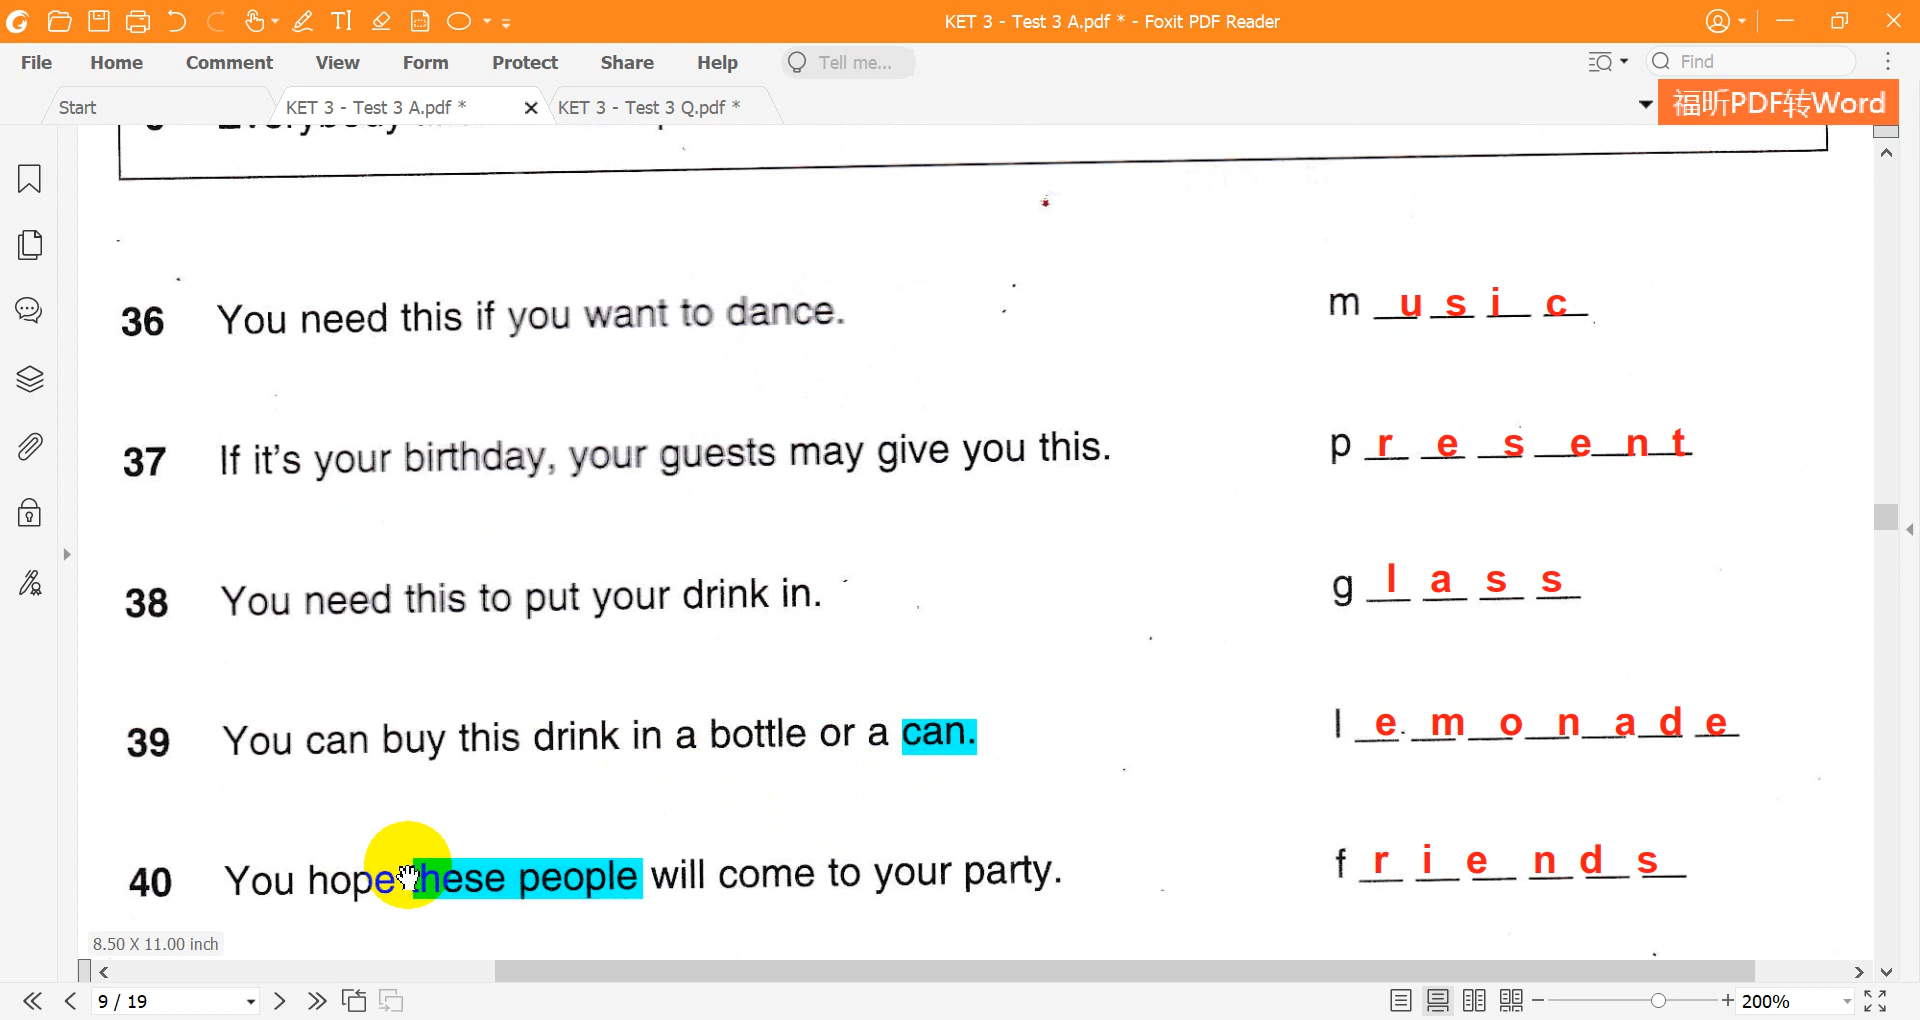 KET 3 - Test 3 A.pdf * - Foxit PDF Reader
File Home Comment View Form Protect Share Help Tell me... Find
Start KET 3 - Test 3 A.pdf * KET 3 - Test 3 Q.pdf * 福昕PDF转Word
36 You need this if you want to dance. m u s i c
37 If it's your birthday, your guests may give you this. p r e s e n t
38 You need this to put your drink in. g l a s s
39 You can buy this drink in a bottle or a can. l e m o n a d e
40 You hope these people will come to your party. f r i e n d s
8.50 X 11.00 inch
9 / 19 200%